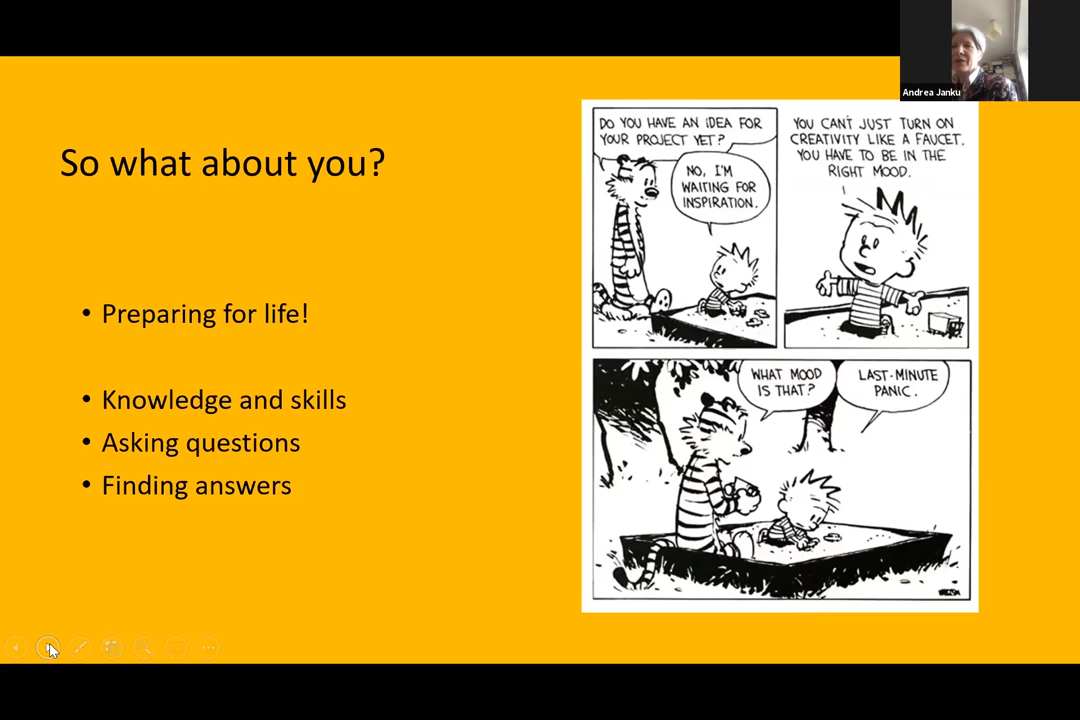 Andrea Janku
So what about you?
• Preparing for life!
• Knowledge and skills
• Asking questions
• Finding answers
DO YOU HAVE AN IDEA FOR
YOUR PROJECT YET?
NO, I'M
WAITING FOR
INSPIRATION.
YOU CAN'T JUST TURN ON
CREATIVITY LIKE A FAUCET.
YOU HAVE TO BE IN THE
RIGHT MOOD.
WHAT MOOD
IS THAT?
LAST-MINUTE
PANIC.